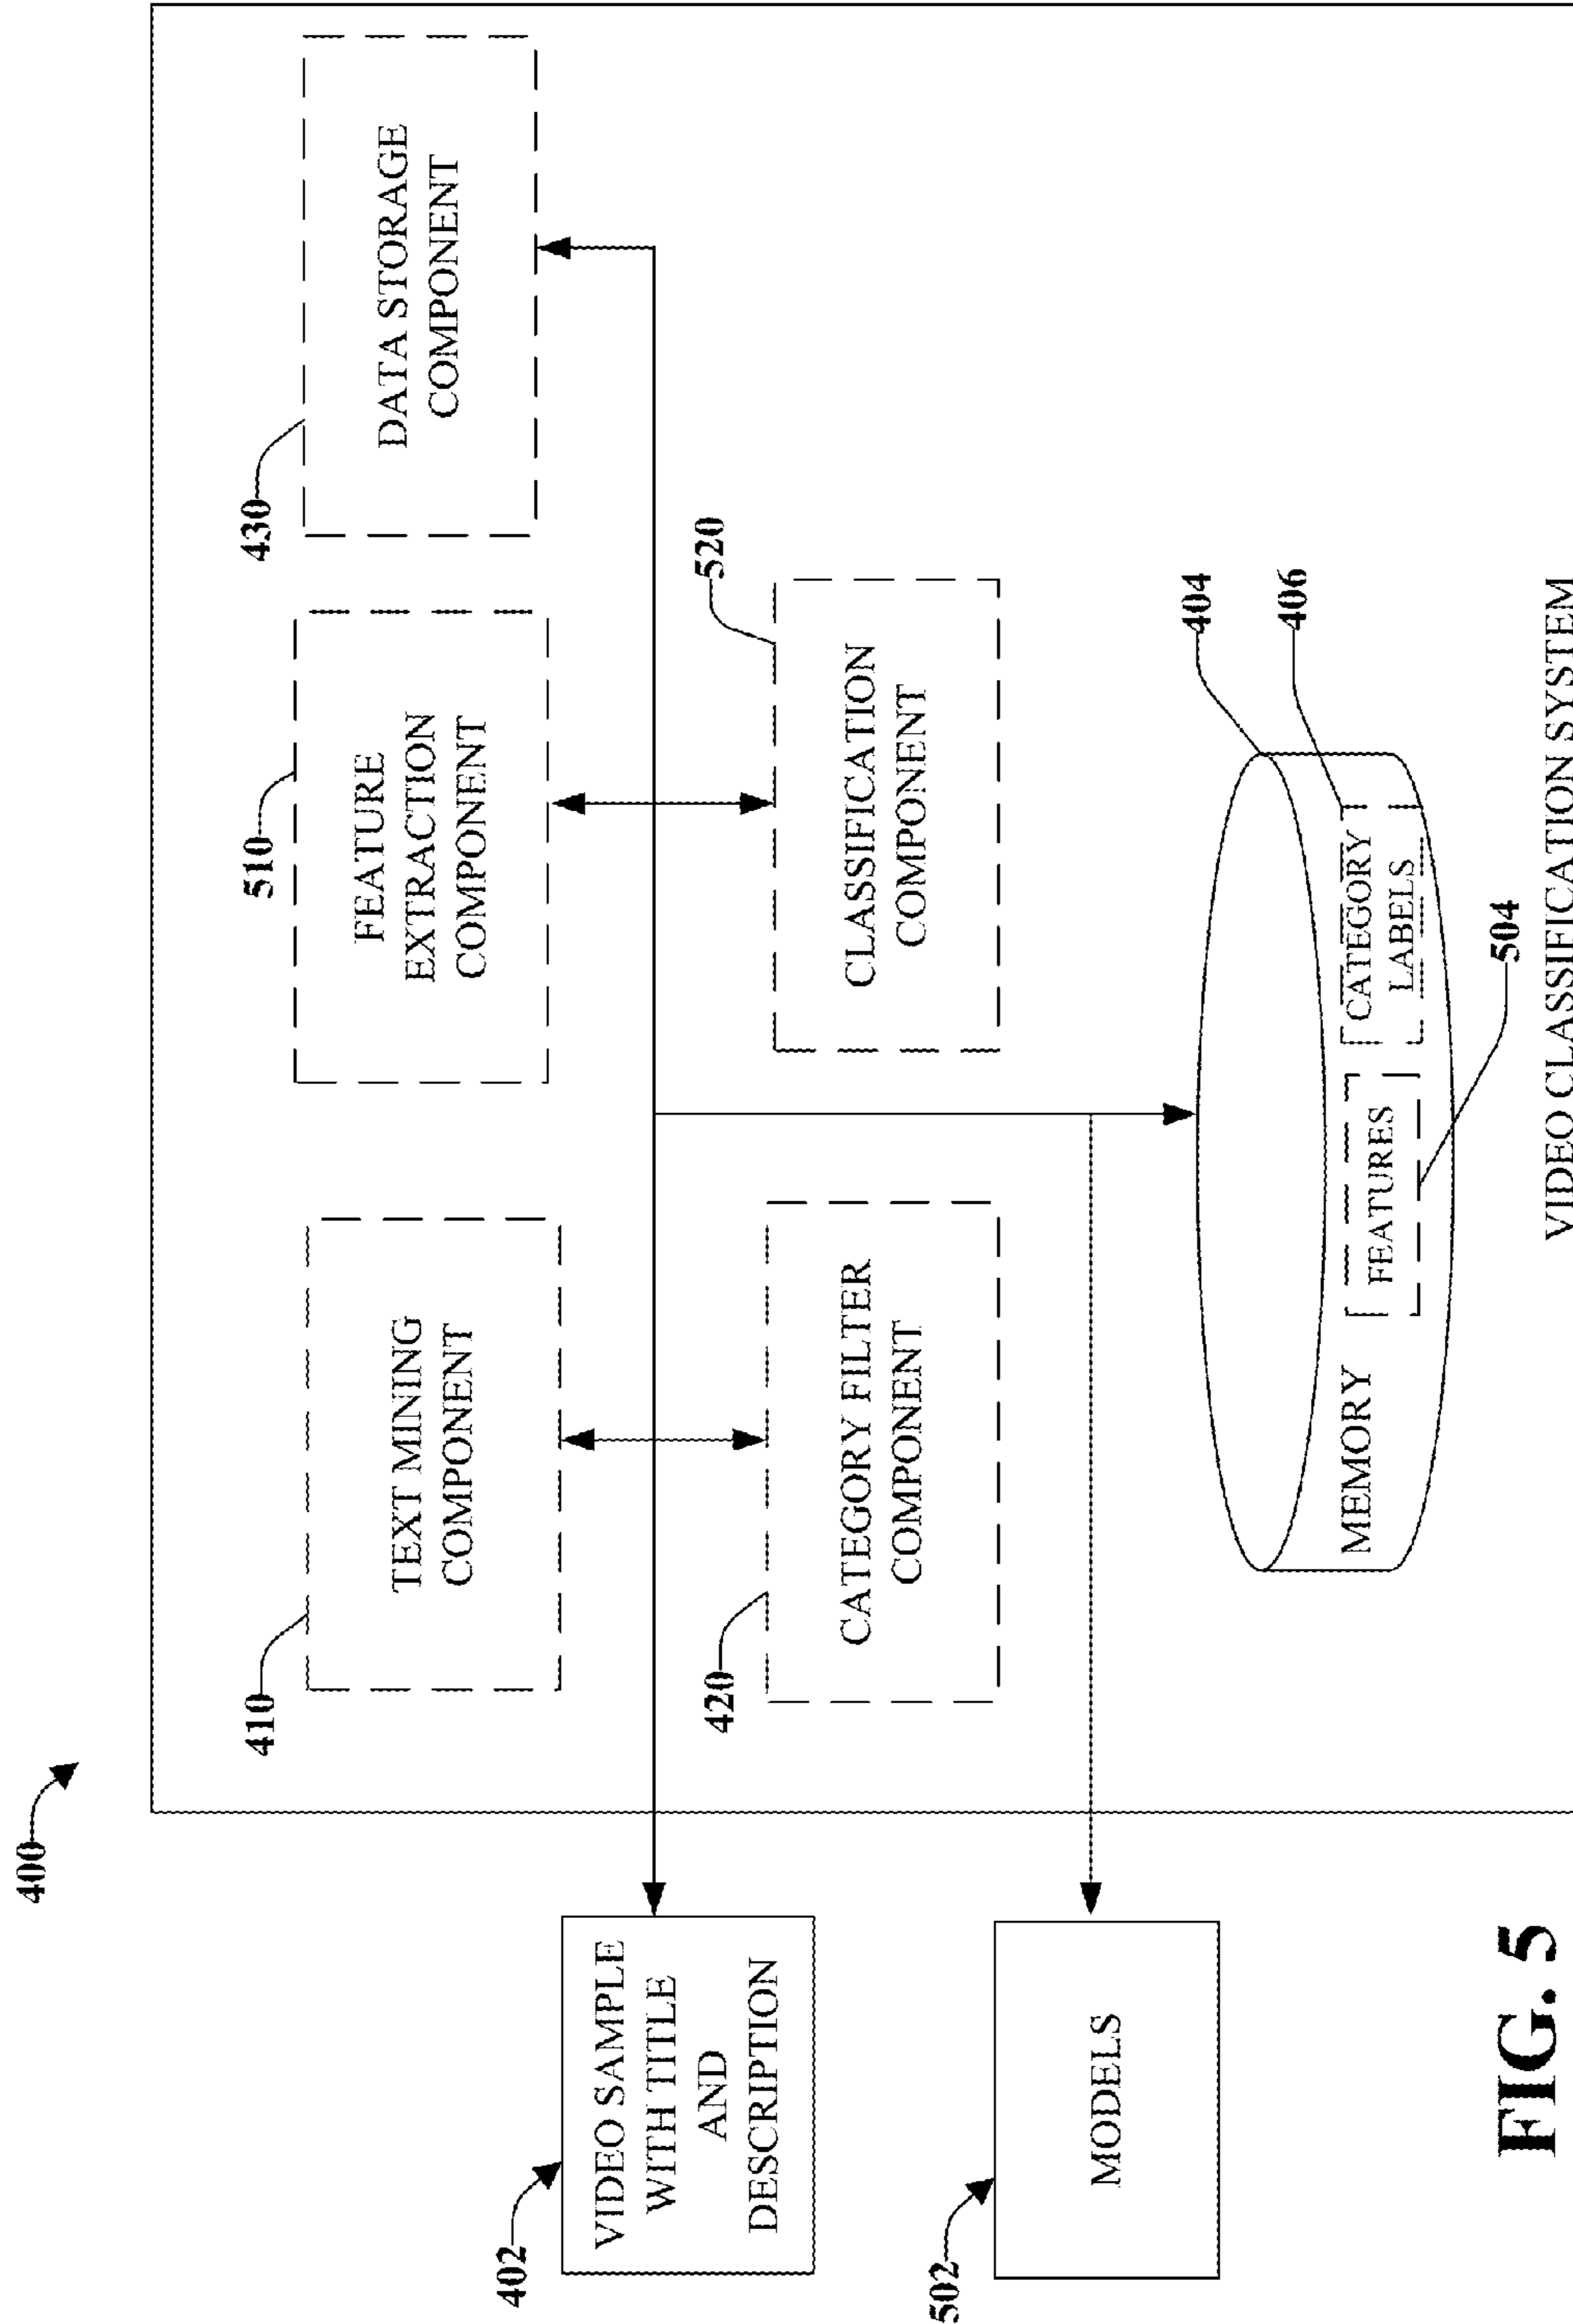 400
402
VIDEO SAMPLE
WITH TITLE
AND
DESCRIPTION
502
MODELS
410
TEXT MINING
COMPONENT
510
FEATURE
EXTRACTION
COMPONENT
430
DATA STORAGE
COMPONENT
420
CATEGORY FILTER
COMPONENT
520
CLASSIFICATION
COMPONENT
404
406
MEMORY
FEATURES
CATEGORY
LABELS
504
VIDEO CLASSIFICATION SYSTEM
FIG. 5